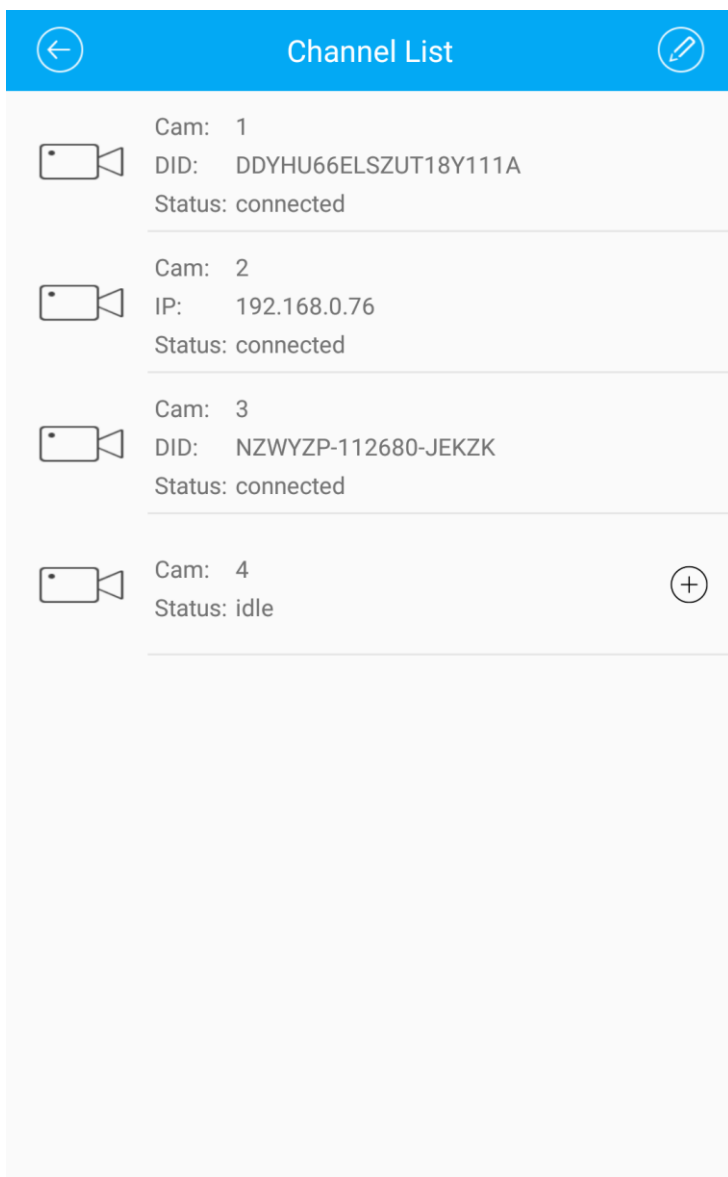 Channel List
Cam: 1
DID: DDYHU66ELSZUT18Y111A
Status: connected
Cam: 2
IP: 192.168.0.76
Status: connected
Cam: 3
DID: NZWYZP-112680-JEKZK
Status: connected
Cam: 4
Status: idle